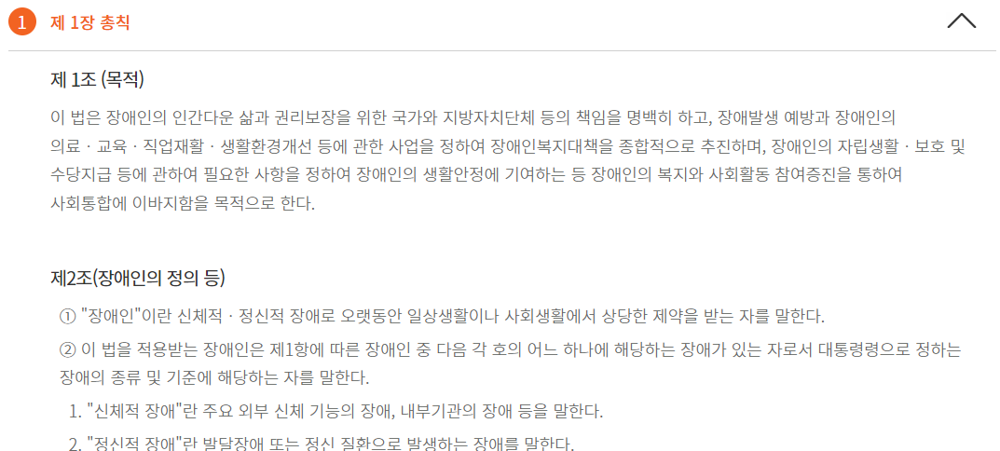 1 제 1장 총칙
제 1조 (목적)
이 법은 장애인의 인간다운 삶과 권리보장을 위한 국가와 지방자치단체 등의 책임을 명백히 하고, 장애발생 예방과 장애인의
의료ㆍ교육ㆍ직업재활ㆍ생활환경개선 등에 관한 사업을 정하여 장애인복지대책을 종합적으로 추진하며, 장애인의 자립생활ㆍ보호 및
수당지급 등에 관하여 필요한 사항을 정하여 장애인의 생활안정에 기여하는 등 장애인의 복지와 사회활동 참여증진을 통하여
사회통합에 이바지함을 목적으로 한다.
제2조(장애인의 정의 등)
① "장애인"이란 신체적ㆍ정신적 장애로 오랫동안 일상생활이나 사회생활에서 상당한 제약을 받는 자를 말한다.
② 이 법을 적용받는 장애인은 제1항에 따른 장애인 중 다음 각 호의 어느 하나에 해당하는 장애가 있는 자로서 대통령령으로 정하는
장애의 종류 및 기준에 해당하는 자를 말한다.
1. "신체적 장애"란 주요 외부 신체 기능의 장애, 내부기관의 장애 등을 말한다.
2. "정신적 장애"란 발달장애 또는 정신 질환으로 발생하는 장애를 말한다.